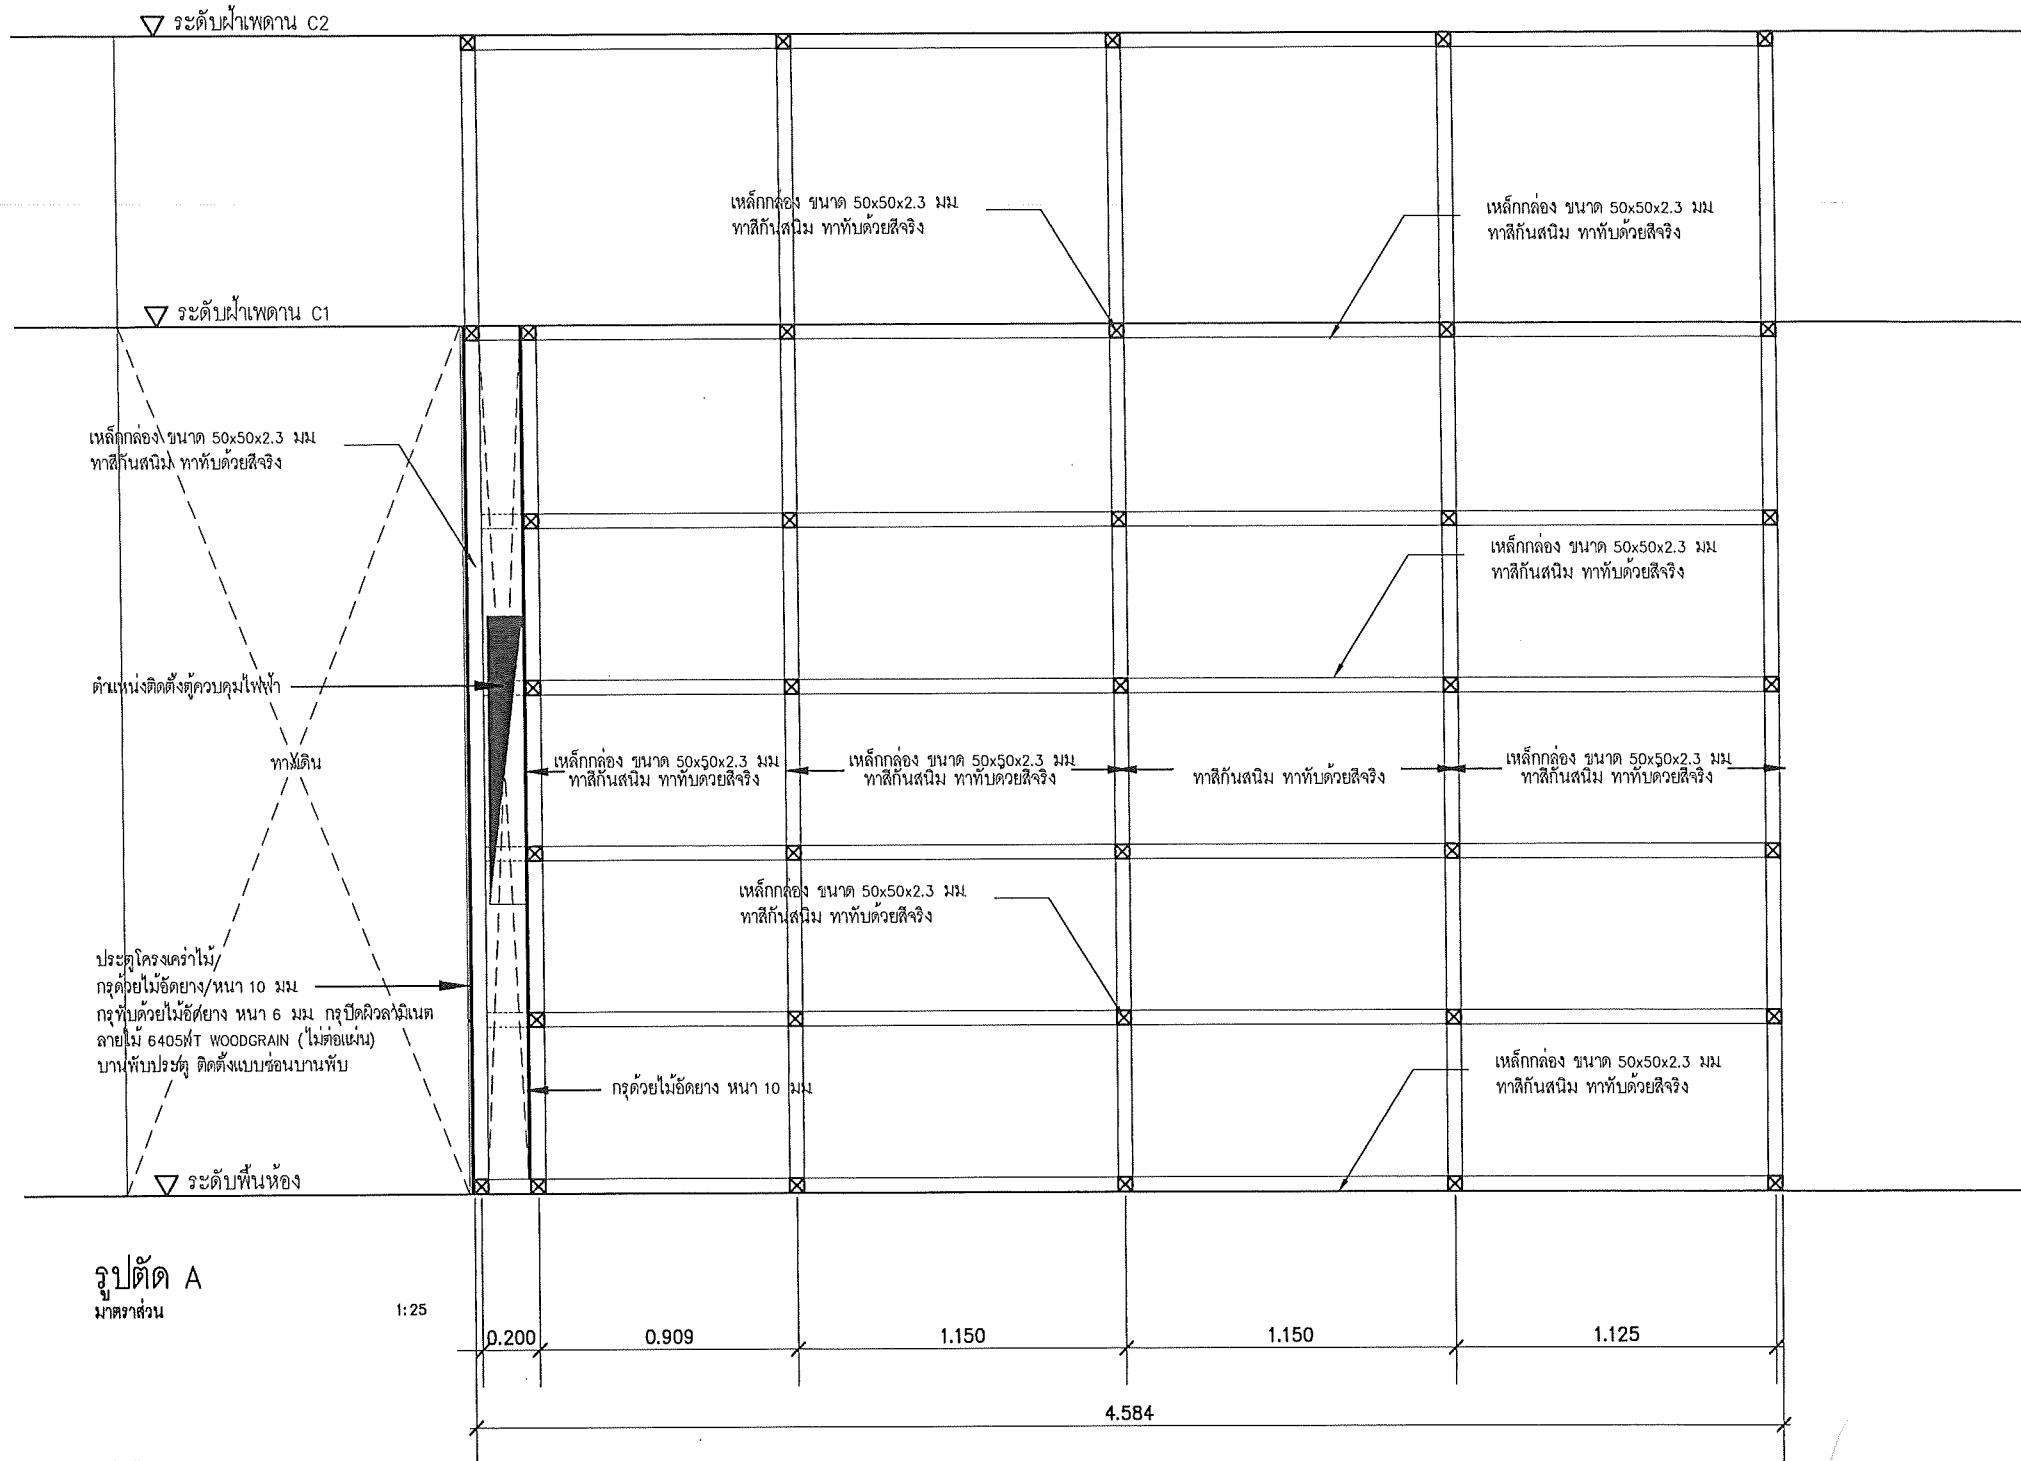 ระดับฝ้าเพดาน C2
เหล็กกล่อง ขนาด 50x50x2.3 มม.
ทาสีกันสนิม ทาทับด้วยสีจริง
เหล็กกล่อง ขนาด 50x50x2.3 มม.
ทาสีกันสนิม ทาทับด้วยสีจริง
ระดับฝ้าเพดาน C1
เหล็กกล่อง ขนาด 50x50x2.3 มม.
ทาสีกันสนิม ทาทับด้วยสีจริง
เหล็กกล่อง ขนาด 50x50x2.3 มม.
ทาสีกันสนิม ทาทับด้วยสีจริง
ตำแหน่งติดตั้งตู้ควบคุมไฟฟ้า
ทางเดิน
เหล็กกล่อง ขนาด 50x50x2.3 มม.
ทาสีกันสนิม ทาทับด้วยสีจริง
เหล็กกล่อง ขนาด 50x50x2.3 มม.
ทาสีกันสนิม ทาทับด้วยสีจริง
ทาสีกันสนิม ทาทับด้วยสีจริง
เหล็กกล่อง ขนาด 50x50x2.3 มม.
ทาสีกันสนิม ทาทับด้วยสีจริง
เหล็กกล่อง ขนาด 50x50x2.3 มม.
ทาสีกันสนิม ทาทับด้วยสีจริง
ประตูโครงเคร่าไม้
กรุด้วยไม้อัดยาง หนา 10 มม.
กรุทับด้วยไม้อัดยาง หนา 6 มม. กรุปิดผิวลามิเนต
ลายไม้ 6405NT WOODGRAIN (ไม่ต่อแผ่น)
บานพับประตู ติดตั้งแบบซ่อนบานพับ
กรุด้วยไม้อัดยาง หนา 10 มม.
เหล็กกล่อง ขนาด 50x50x2.3 มม.
ทาสีกันสนิม ทาทับด้วยสีจริง
ระดับพื้นห้อง
รูปตัด A
มาตราส่วน 1:25
0.200 0.909 1.150 1.150 1.125
4.584